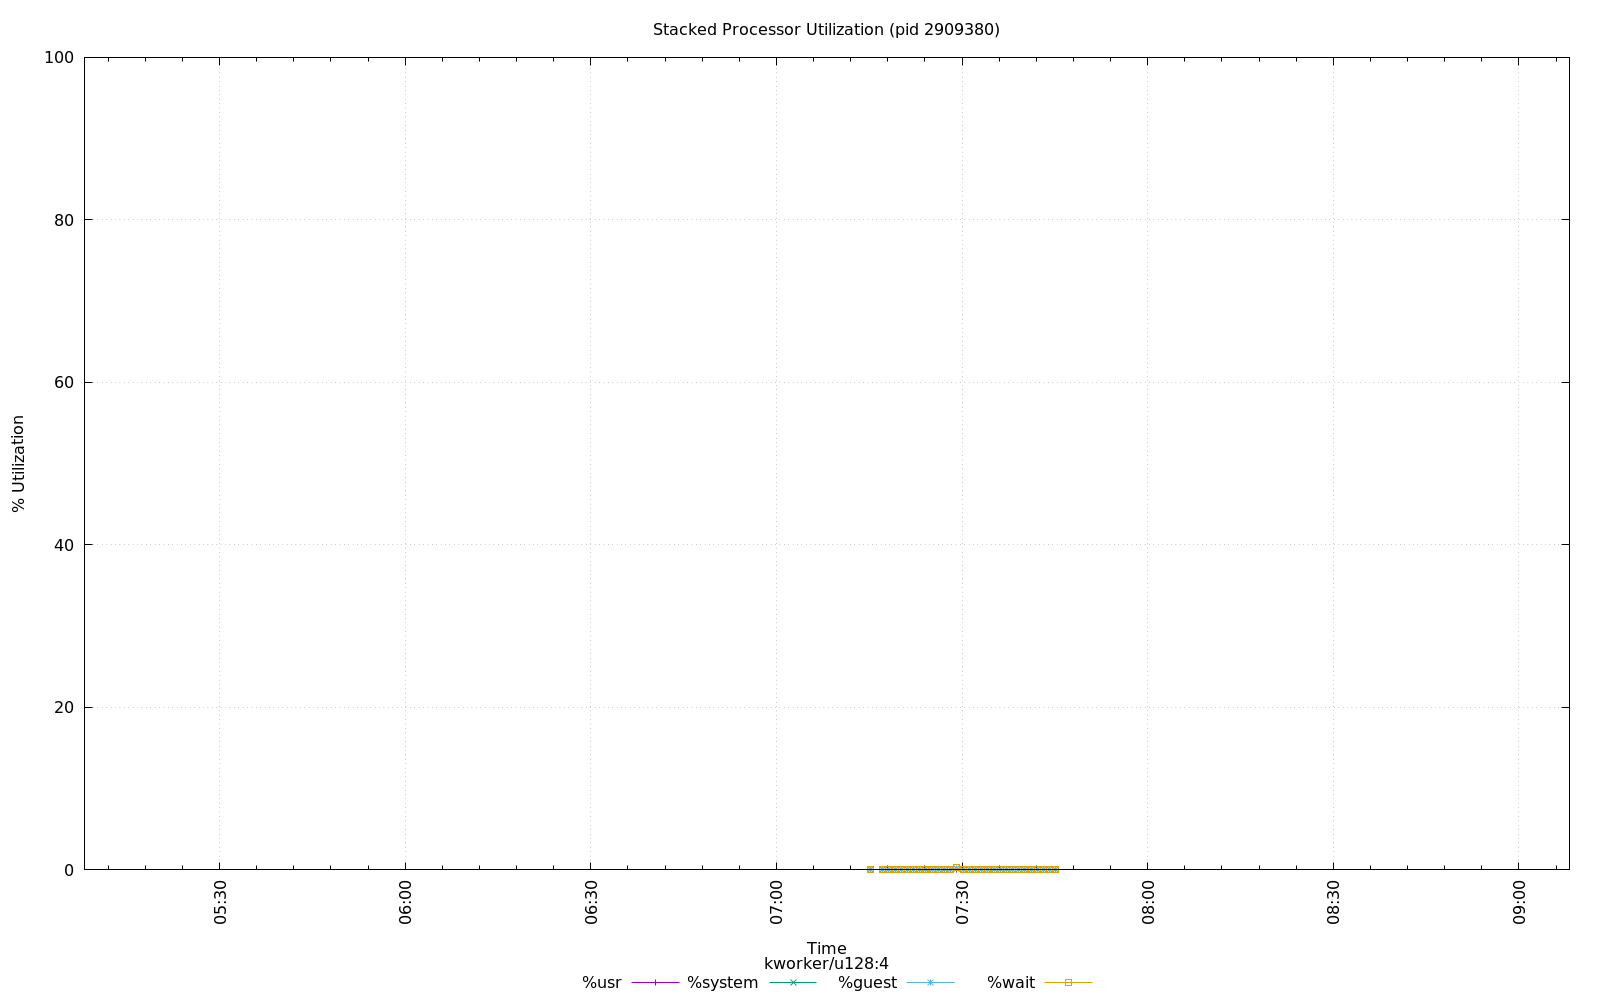 Stacked Processor Utilization (pid 2909380)
100
80
60
40
20
0
% Utilization
05:30
06:00
06:30
07:00
07:30
08:00
08:30
09:00
Time
kworker/u128:4
%usr %system %guest %wait